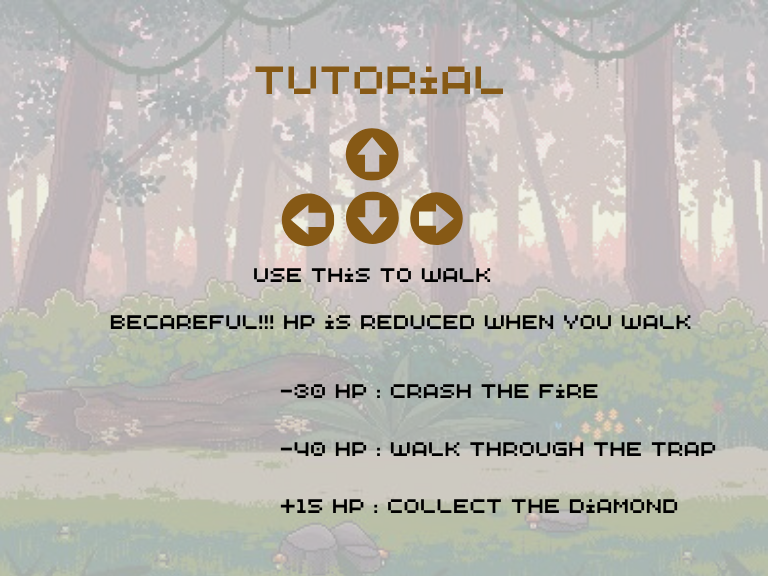 TUTORiAL
USE THiS TO WALK
BECAREFUL!!! HP iS REDUCED WHEN YOU WALK
-30 HP : CRASH THE FiRE
-40 HP : WALK THROUGH THE TRAP
+15 HP : COLLECT THE DiAMOND